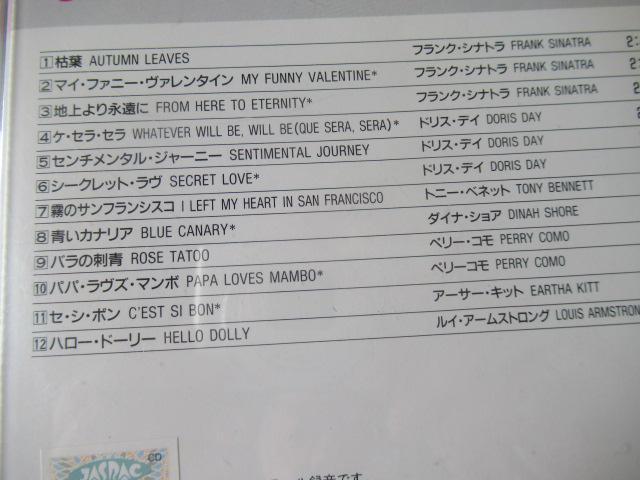 1 枯葉 AUTUMN LEAVES フランク・シナトラ FRANK SINATRA 2:
2 マイ・ファニー・ヴァレンタイン MY FUNNY VALENTINE* フランク・シナトラ FRANK SINATRA 2:
3 地上より永遠に FROM HERE TO ETERNITY* フランク・シナトラ FRANK SINATRA
4 ケ・セラ・セラ WHATEVER WILL BE, WILL BE(QUE SERA, SERA)* ドリス・デイ DORIS DAY
5 センチメンタル・ジャーニー SENTIMENTAL JOURNEY ドリス・デイ DORIS DAY
6 シークレット・ラヴ SECRET LOVE* ドリス・デイ DORIS DAY
7 霧のサンフランシスコ I LEFT MY HEART IN SAN FRANCISCO トニー・ベネット TONY BENNETT
8 青いカナリア BLUE CANARY* ダイナ・ショア DINAH SHORE
9 バラの刺青 ROSE TATOO ペリー・コモ PERRY COMO
10 パパ・ラヴズ・マンボ PAPA LOVES MAMBO* ペリーコモ PERRY COMO
11 セ・シ・ボン C'EST SI BON* アーサー・キット EARTHA KITT
12 ハロー・ドーリー HELLO DOLLY ルイ・アームストロング LOUIS ARMSTRON
JASRAC CD
録音です